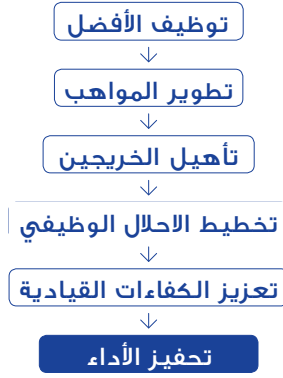 توظيف الأفضل
تطوير المواهب
تأهيل الخريجين
تخطيط الاحلال الوظيفي
تعزيز الكفاءات القيادية
تحفيز الأداء